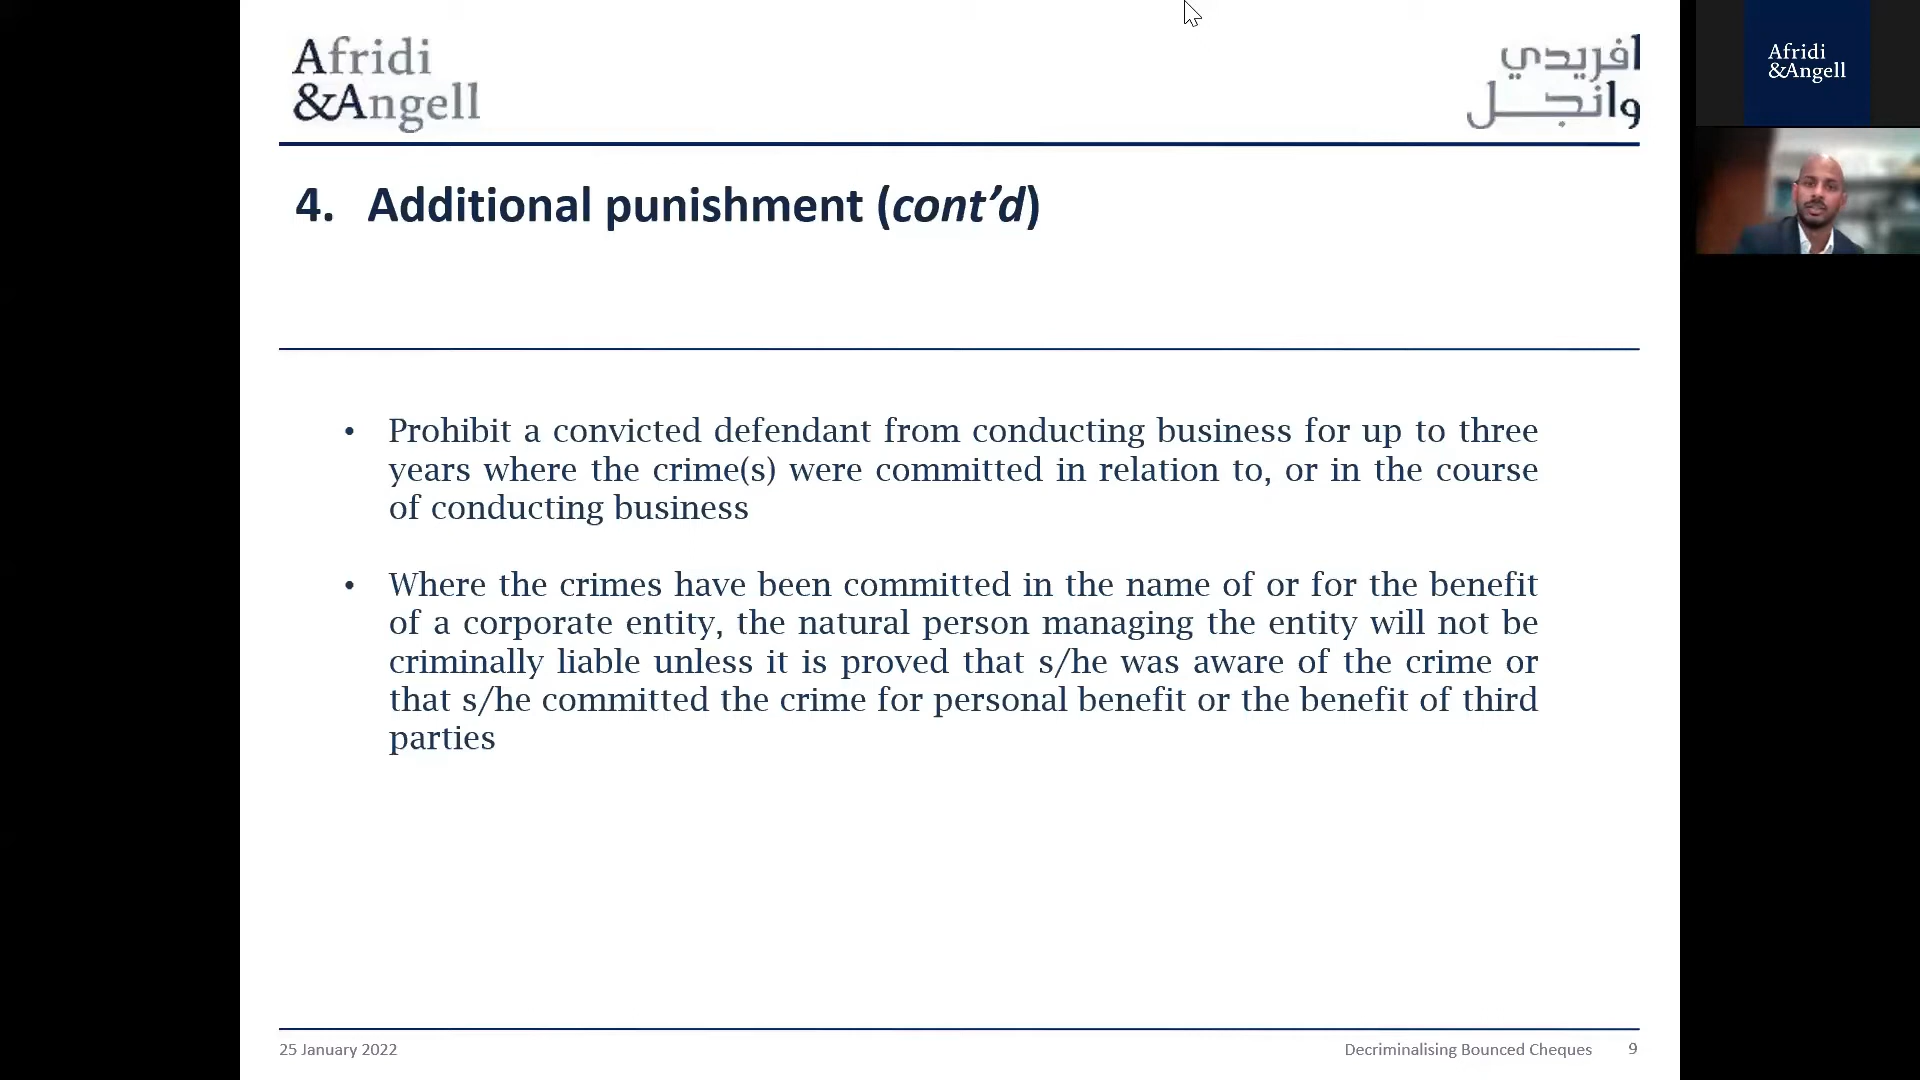 Afridi
&Angell
افريدي
وانجل
Afridi
&Angell
4. Additional punishment (cont’d)
• Prohibit a convicted defendant from conducting business for up to three
years where the crime(s) were committed in relation to, or in the course
of conducting business
• Where the crimes have been committed in the name of or for the benefit
of a corporate entity, the natural person managing the entity will not be
criminally liable unless it is proved that s/he was aware of the crime or
that s/he committed the crime for personal benefit or the benefit of third
parties
25 January 2022
Decriminalising Bounced Cheques 9